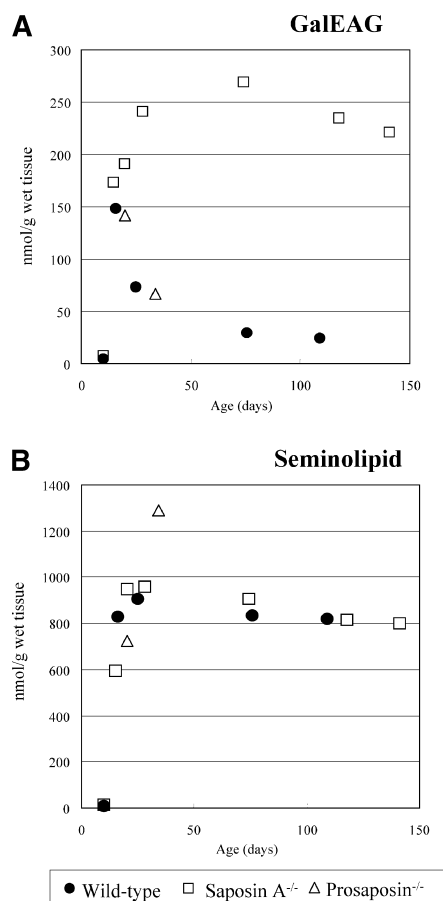 A
GalEAG
300
250
200
150
100
50
0
nmol/g wet tissue
0 50 100 150
Age (days)
B
Seminolipid
1400
1200
1000
800
600
400
200
0
nmol/g wet tissue
0 50 100 150
Age (days)
● Wild-type □ Saposin A-/- △ Prosaposin-/-